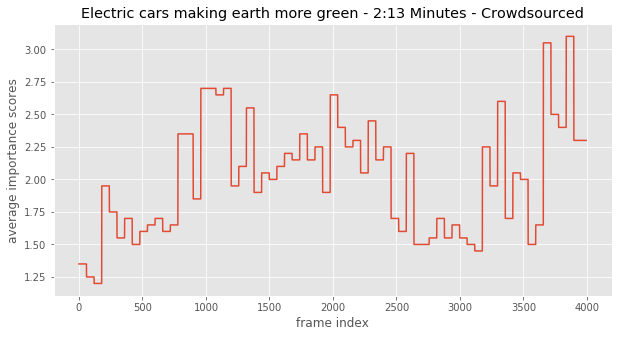 Electric cars making earth more green - 2:13 Minutes - Crowdsourced
3.00
2.75
2.50
2.25
2.00
1.75
1.50
1.25
average importance scores
0 500 1000 1500 2000 2500 3000 3500 4000
frame index